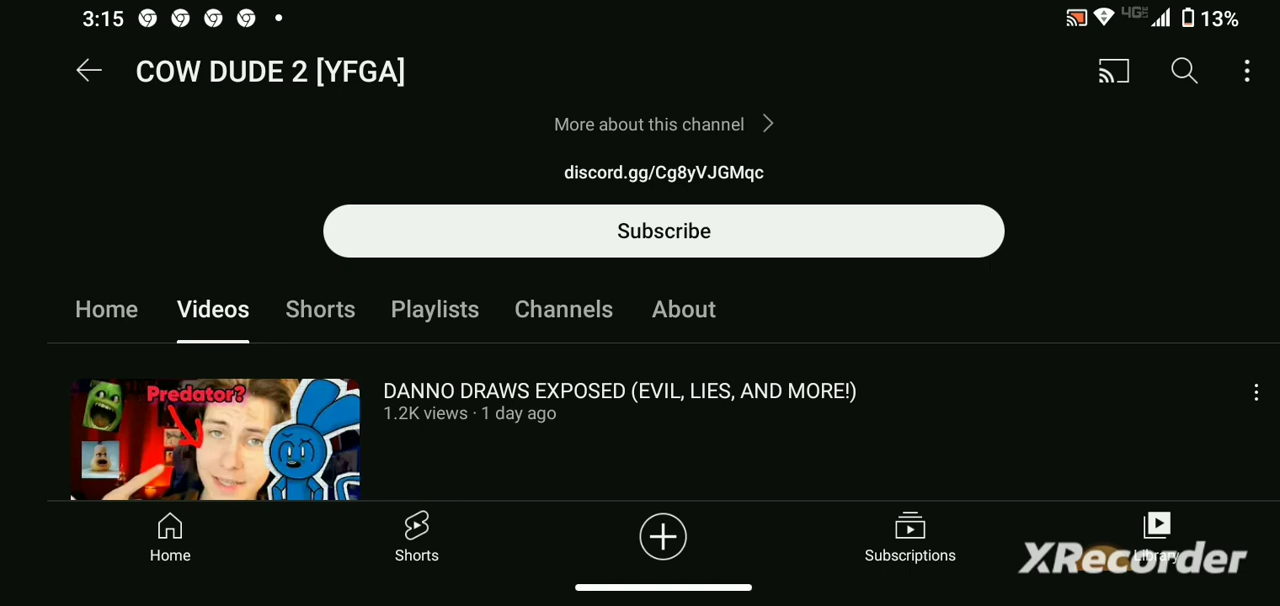 3:15
4G
13%
COW DUDE 2 [YFGA]
More about this channel
discord.gg/Cg8yVJGMqc
Subscribe
Home Videos Shorts Playlists Channels About
Predator?
DANNO DRAWS EXPOSED (EVIL, LIES, AND MORE!)
1.2K views · 1 day ago
Home Shorts Subscriptions Library
XRecorder